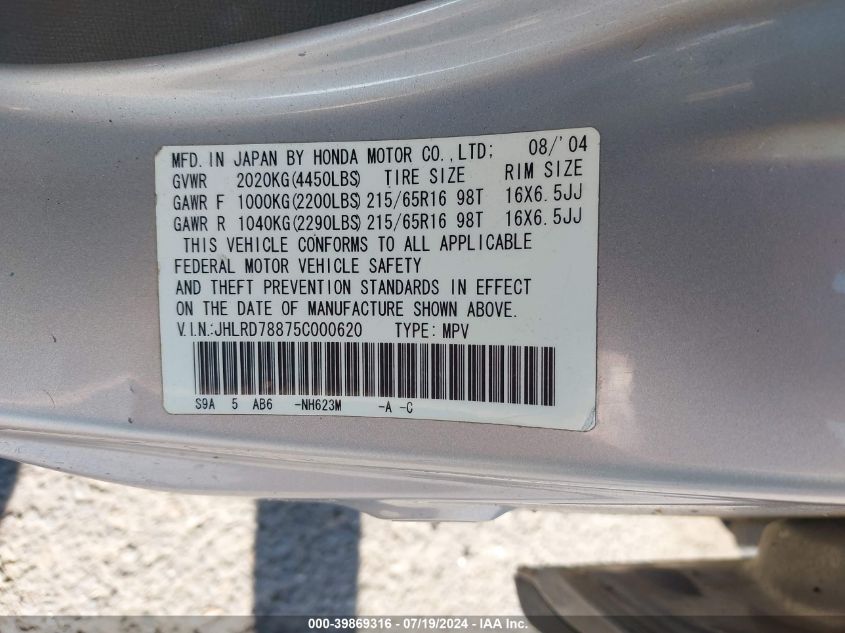 MFD. IN JAPAN BY HONDA MOTOR CO.,LTD; 08/'04
GVWR 2020KG(4450LBS) TIRE SIZE RIM SIZE
GAWR F 1000KG(2200LBS) 215/65R16 98T 16X6.5JJ
GAWR R 1040KG(2290LBS) 215/65R16 98T 16X6.5JJ
THIS VEHICLE CONFORMS TO ALL APPLICABLE
FEDERAL MOTOR VEHICLE SAFETY
AND THEFT PREVENTION STANDARDS IN EFFECT
ON THE DATE OF MANUFACTURE SHOWN ABOVE.
V.I.N.:JHLRD78875C000620 TYPE: MPV
S9A 5 AB6 -NH623M -A -C
000-39869316 - 07/19/2024 - IAA Inc.